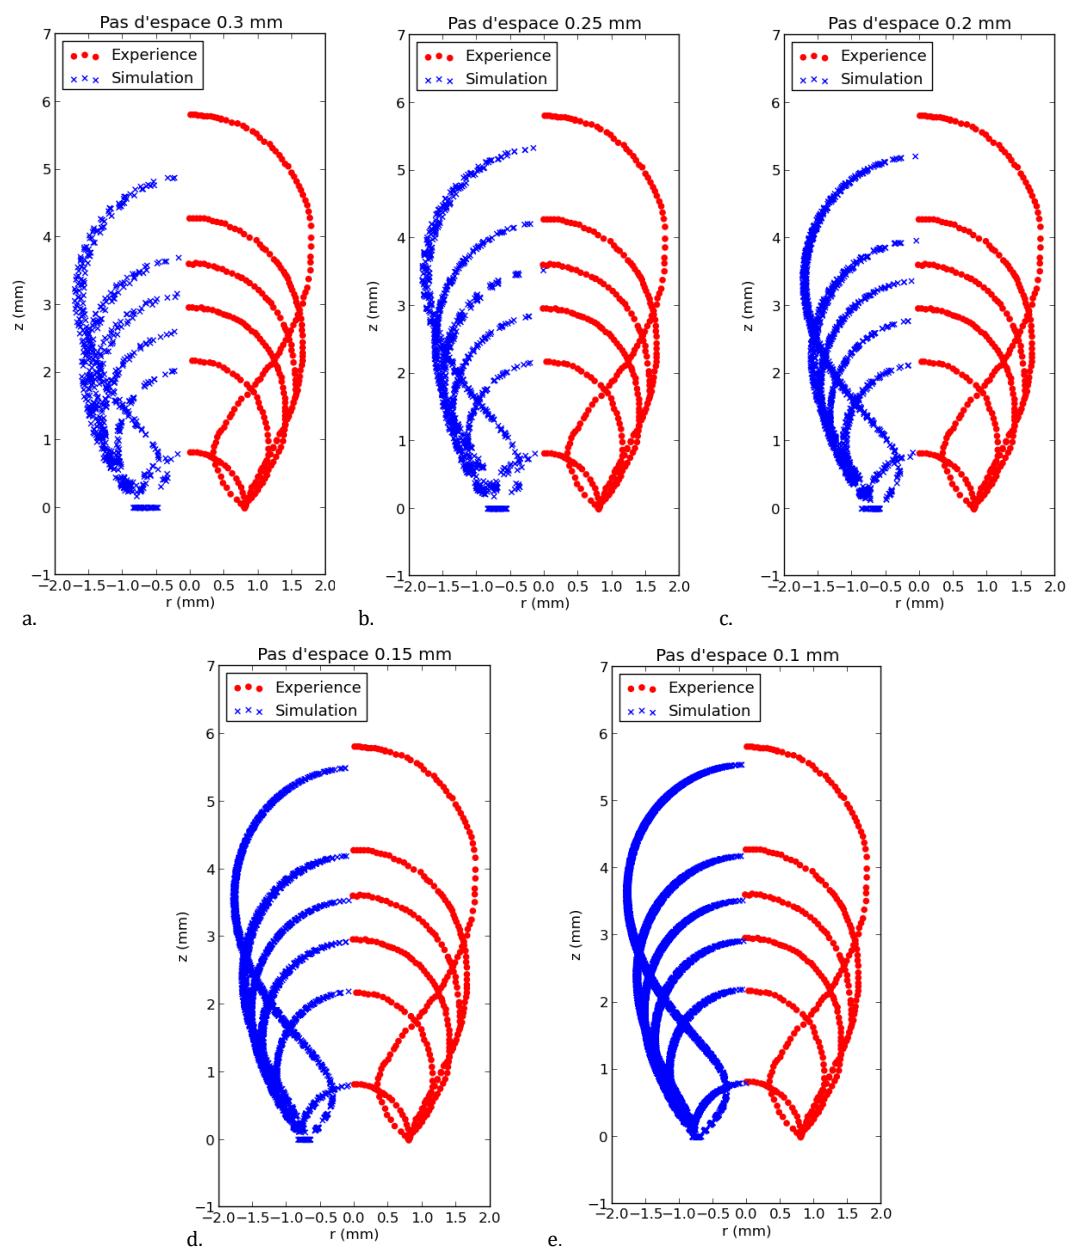 Pas d'espace 0.3 mm
Experience
Simulation
7
6
5
4
3
2
1
0
−1
z (mm)
−2.0 −1.5 −1.0 −0.5 0.0 0.5 1.0 1.5 2.0
r (mm)
a.
Pas d'espace 0.25 mm
Experience
Simulation
7
6
5
4
3
2
1
0
−1
z (mm)
−2.0 −1.5 −1.0 −0.5 0.0 0.5 1.0 1.5 2.0
r (mm)
b.
Pas d'espace 0.2 mm
Experience
Simulation
7
6
5
4
3
2
1
0
−1
z (mm)
−2.0 −1.5 −1.0 −0.5 0.0 0.5 1.0 1.5 2.0
r (mm)
c.
Pas d'espace 0.15 mm
Experience
Simulation
7
6
5
4
3
2
1
0
−1
z (mm)
−2.0 −1.5 −1.0 −0.5 0.0 0.5 1.0 1.5 2.0
r (mm)
d.
Pas d'espace 0.1 mm
Experience
Simulation
7
6
5
4
3
2
1
0
−1
z (mm)
−2.0 −1.5 −1.0 −0.5 0.0 0.5 1.0 1.5 2.0
r (mm)
e.